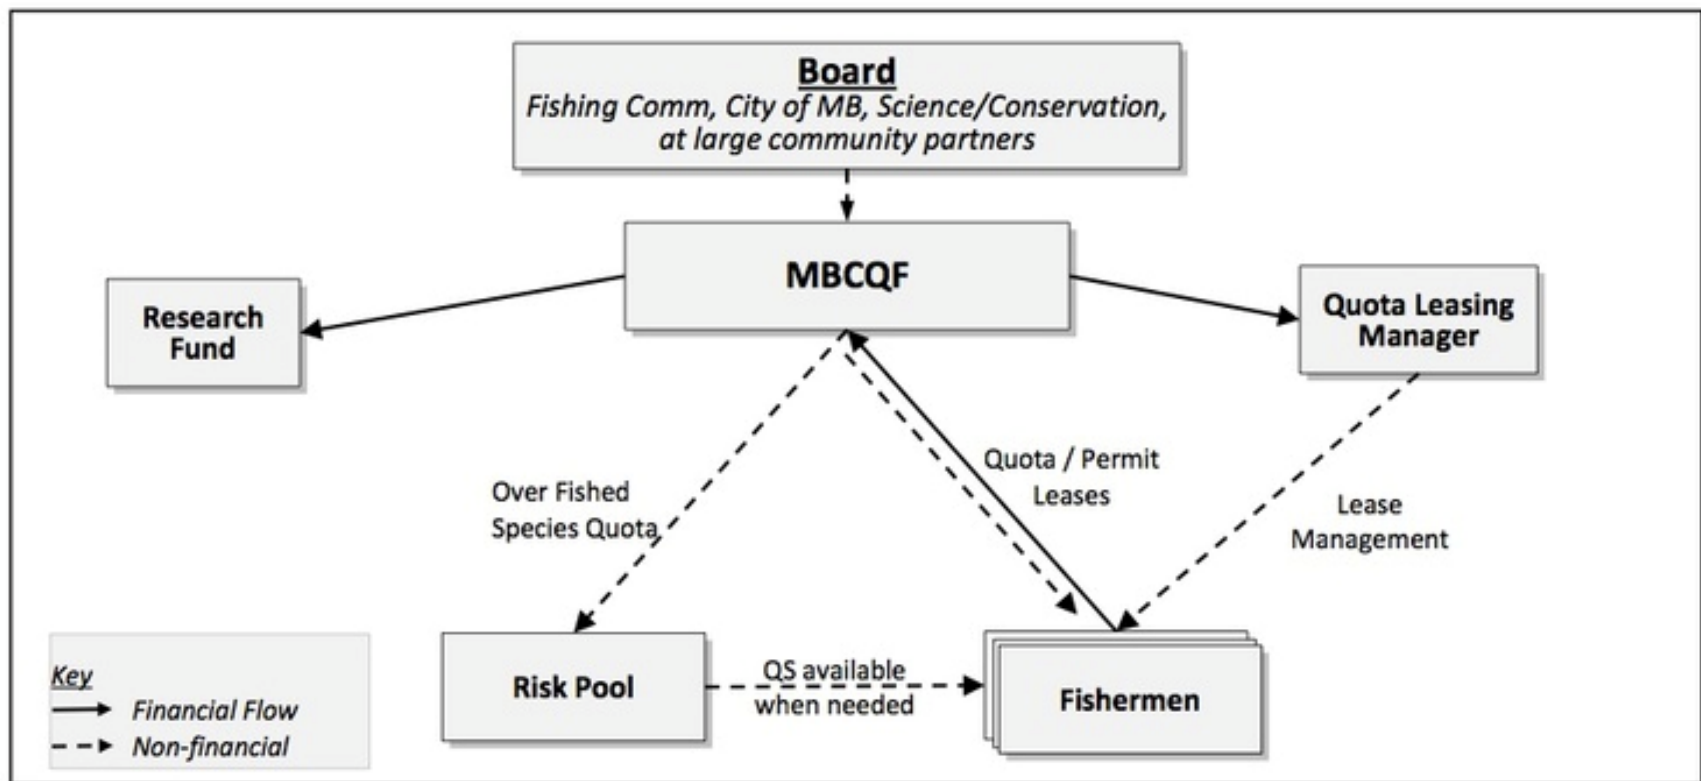 Board
Fishing Comm, City of MB, Science/Conservation,
at large community partners
MBCQF
Research
Fund
Quota Leasing
Manager
Over Fished
Species Quota
Quota / Permit
Leases
Lease
Management
Risk Pool
QS available
when needed
Fishermen
Key
Financial Flow
Non-financial